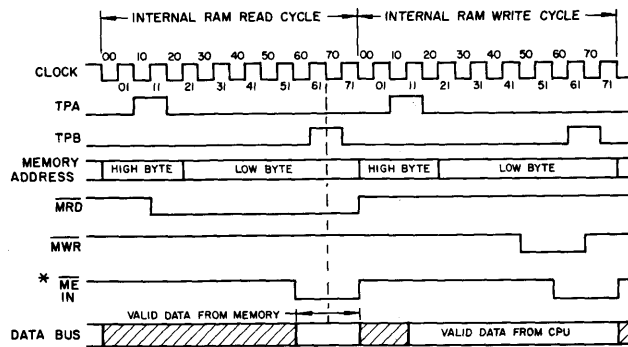 INTERNAL RAM READ CYCLE INTERNAL RAM WRITE CYCLE
00 10 20 30 40 50 60 70 00 10 20 30 40 50 60 70
CLOCK
01 11 21 31 41 51 61 71 01 11 21 31 41 51 61 71
TPA
TPB
MEMORY ADDRESS HIGH BYTE LOW BYTE HIGH BYTE LOW BYTE
MRD
MWR
* ME
IN
VALID DATA FROM MEMORY
DATA BUS VALID DATA FROM CPU